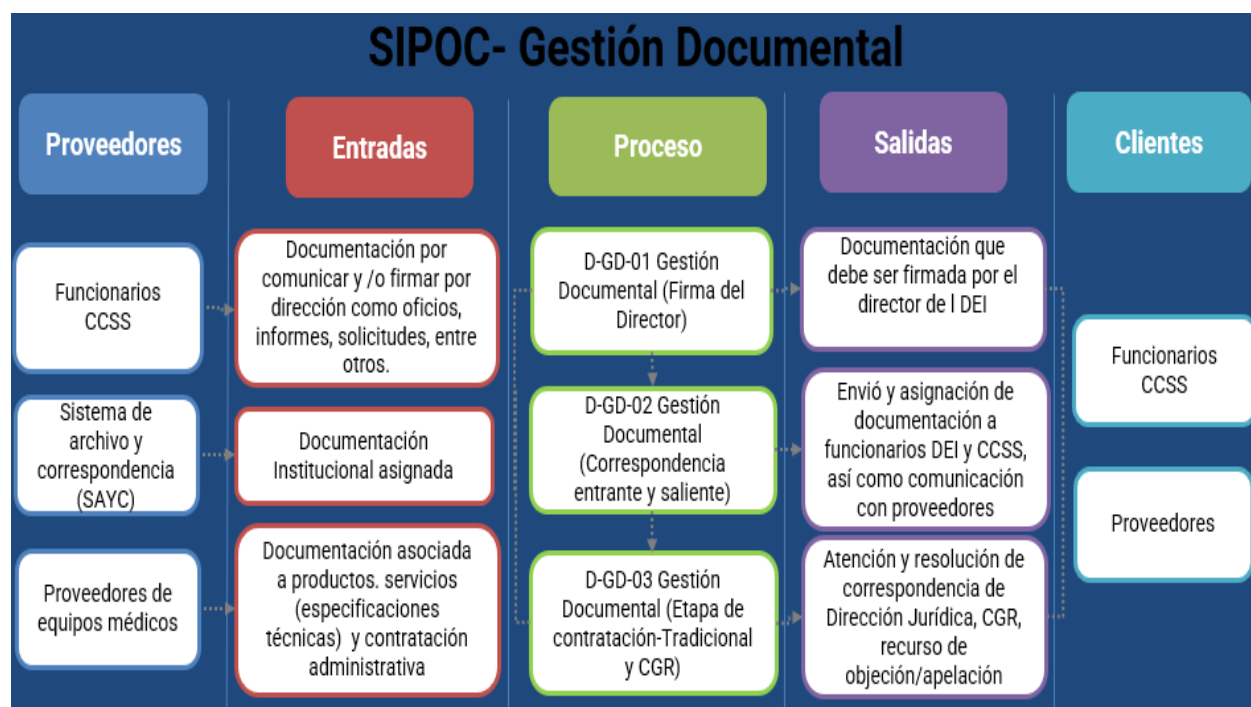 SIPOC- Gestión Documental
Proveedores
Entradas
Proceso
Salidas
Clientes
Funcionarios
CCSS
Sistema de
archivo y
correspondencia
(SAYC)
Proveedores de
equipos médicos
Documentación por
comunicar y /o firmar por
dirección como oficios,
informes, solicitudes, entre
otros.
Documentación
Institucional asignada
Documentación asociada
a productos. servicios
(especificaciones
técnicas) y contratación
administrativa
D-GD-01 Gestión
Documental (Firma del
Director)
D-GD-02 Gestión
Documental
(Correspondencia
entrante y saliente)
D-GD-03 Gestión
Documental (Etapa de
contratación-Tradicional
y CGR)
Documentación que
debe ser firmada por el
director de l DEI
Envió y asignación de
documentación a
funcionarios DEI y CCSS,
así como comunicación
con proveedores
Atención y resolución de
correspondencia de
Dirección Jurídica, CGR,
recurso de
objeción/apelación
Funcionarios
CCSS
Proveedores